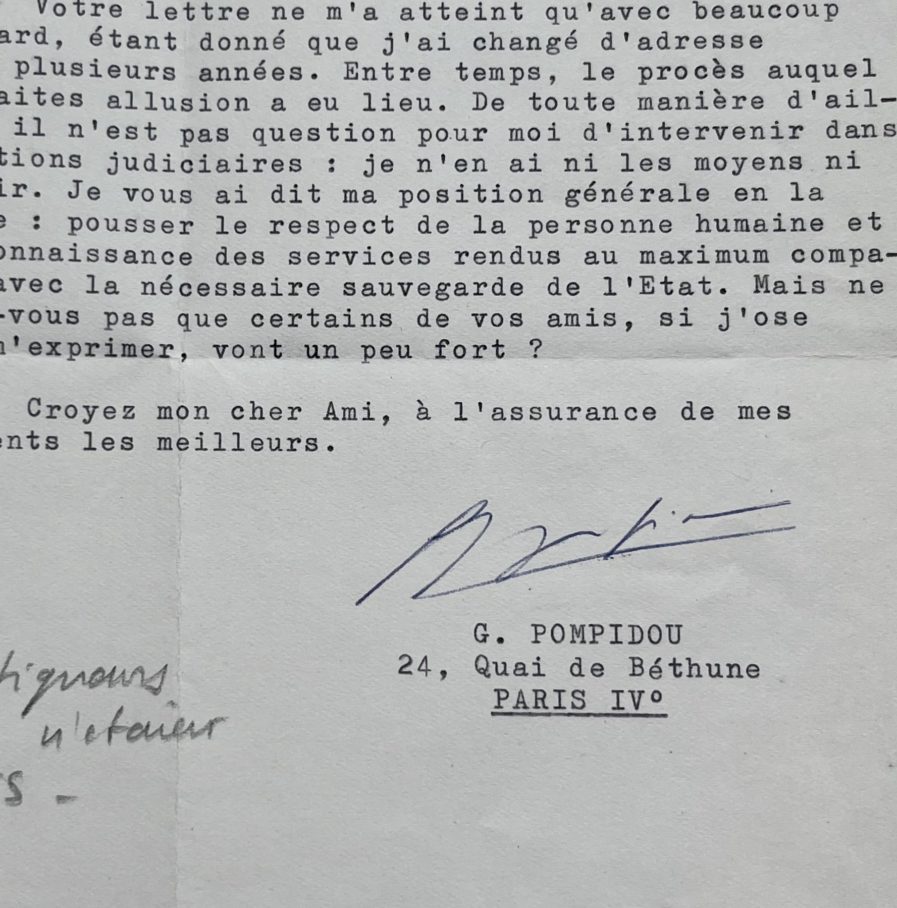 Votre lettre ne m'a atteint qu'avec beaucoup
ard, étant donné que j'ai changé d'adresse
plusieurs années. Entre temps, le procès auquel
aites allusion a eu lieu. De toute manière d'ail-
il n'est pas question pour moi d'intervenir dans
tions judiciaires : je n'en ai ni les moyens ni
ir. Je vous ai dit ma position générale en la
e : pousser le respect de la personne humaine et
onnaissance des services rendus au maximum compa-
avec la nécessaire sauvegarde de l'Etat. Mais ne
-vous pas que certains de vos amis, si j'ose
m'exprimer, vont un peu fort ?
Croyez mon cher Ami, à l'assurance de mes
ents les meilleurs.
G. POMPIDOU
24, Quai de Béthune
PARIS IVº
n'etaient